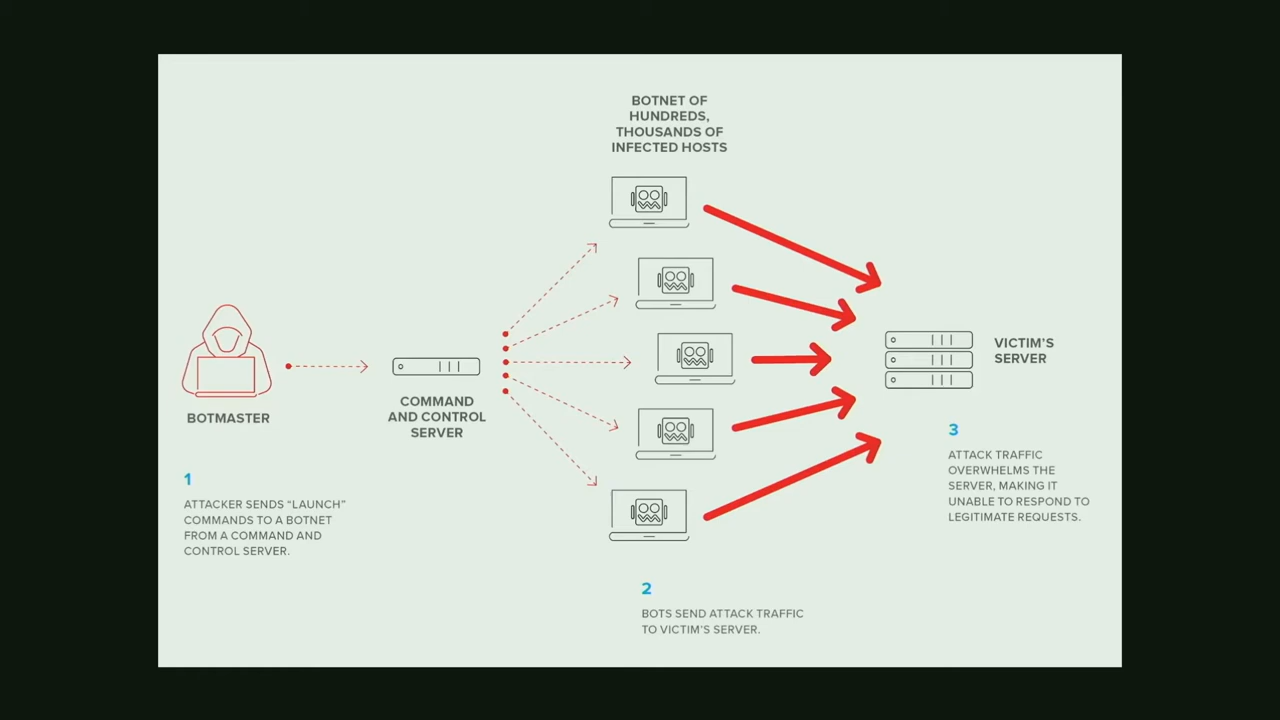 BOTNET OF
HUNDREDS,
THOUSANDS OF
INFECTED HOSTS
BOTMASTER
COMMAND
AND CONTROL
SERVER
VICTIM'S
SERVER
1
ATTACKER SENDS “LAUNCH”
COMMANDS TO A BOTNET
FROM A COMMAND AND
CONTROL SERVER.
2
BOTS SEND ATTACK TRAFFIC
TO VICTIM'S SERVER.
3
ATTACK TRAFFIC
OVERWHELMS THE
SERVER, MAKING IT
UNABLE TO RESPOND TO
LEGITIMATE REQUESTS.